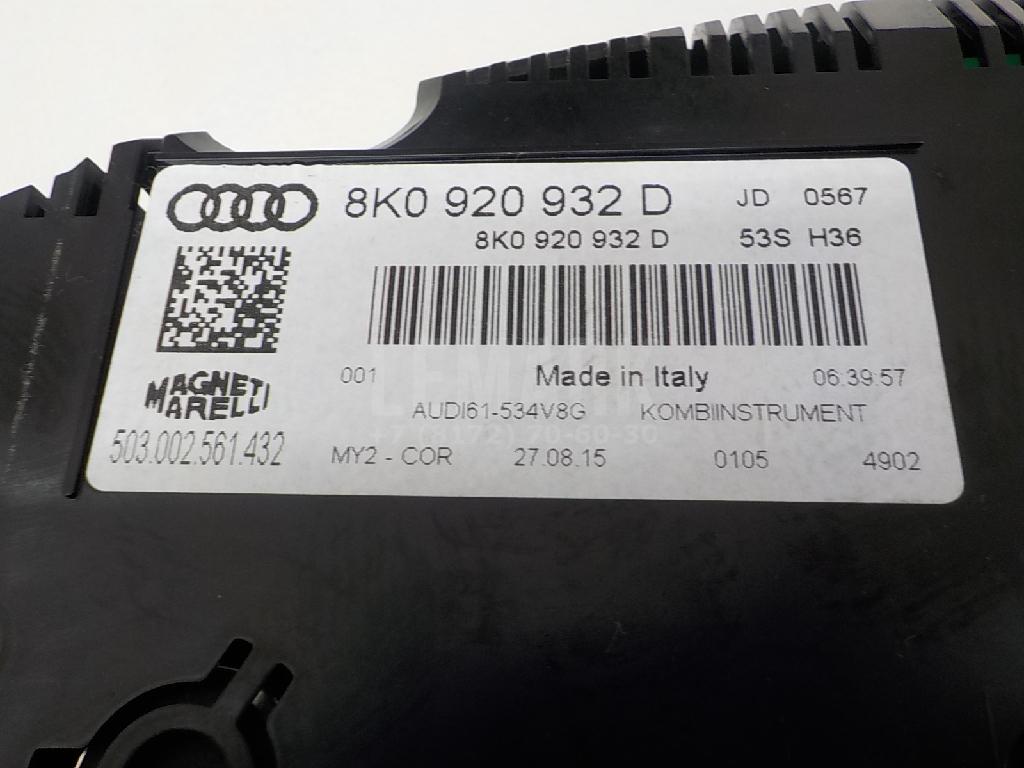 8K0 920 932 D JD 0567
8K0 920 932 D 53S H36
001 Made in Italy 06:39:57
MAGNETI
MARELLI
AUDI61-534V8G KOMBIINSTRUMENT
503.002.561.432
MY2 - COR 27.08.15 0105 4902